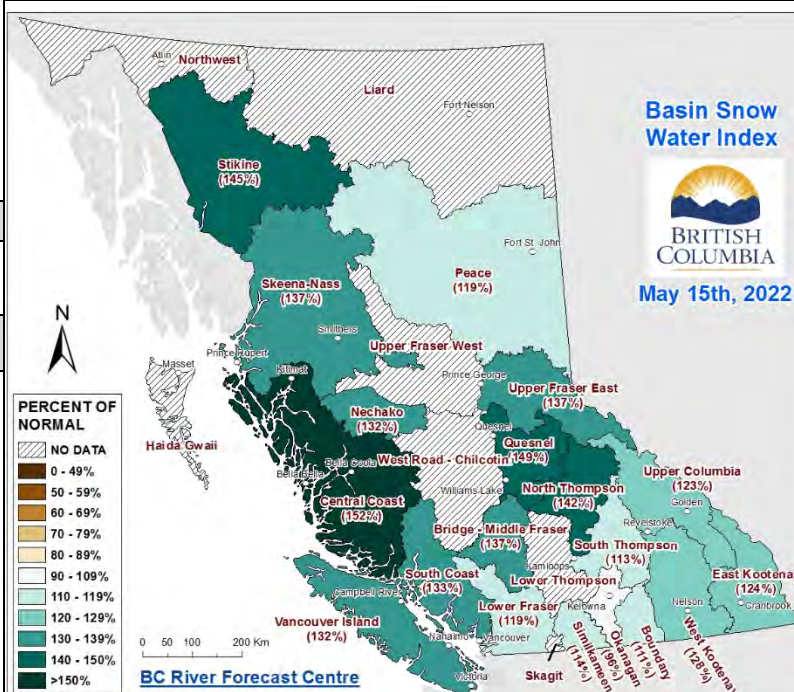 Atlin
Northwest
Liard
Fort Nelson
Basin Snow
Water Index
BRITISH
COLUMBIA
May 15th, 2022
Stikine
(145%)
Fort St. John
Peace
(119%)
Skeena-Nass
(137%)
Smithers
Upper Fraser West
N
Masset
Prince Rupert
Kitimat
Prince George
Upper Fraser East
(137%)
Haida Gwaii
Nechako
(132%)
Quesnel
Quesnel
(149%)
West Road - Chilcotin
Bella Coola
Bella Bella
Williams Lake
Upper Columbia
(123%)
Golden
Central Coast
(152%)
North Thompson
(142%)
Revelstoke
Bridge - Middle Fraser
(137%)
South Thompson
(113%)
Kamloops
South Coast
(133%)
Lower Thompson
East Kootena
(124%)
Cranbrook
Campbell River
Vancouver Island
(132%)
Lower Fraser
(119%)
Kelowna
Nelson
Nanaimo
Vancouver
Victoria
Skagit
Similkameen
(114%)
Okanagan
(96%)
Boundary
(111%)
West Kootena
(128%)
PERCENT OF
NORMAL
NO DATA
0 - 49%
50 - 59%
60 - 69%
70 - 79%
80 - 89%
90 - 109%
110 - 119%
120 - 129%
130 - 139%
140 - 150%
>150%
0 50 100 200 Km
BC River Forecast Centre